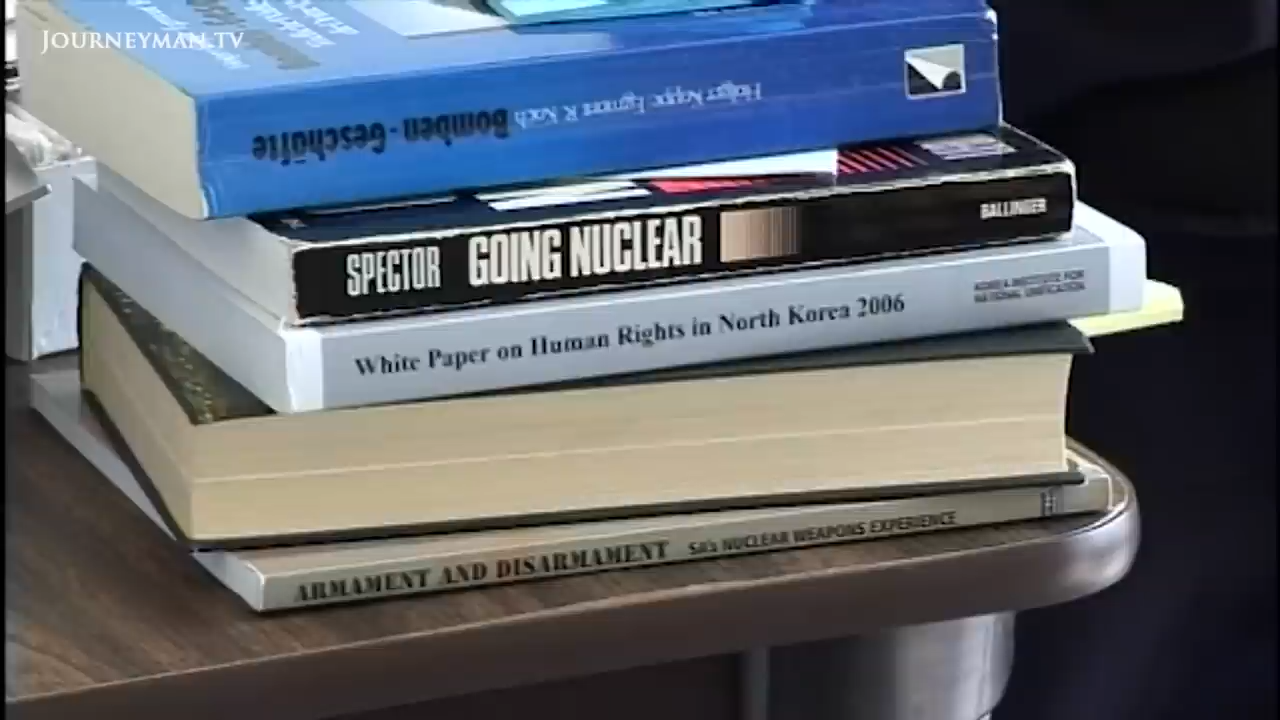 JOURNEYMAN.TV
Bomben-Geschäfte Holger Koppe Egmont R. Koch
SPECTOR GOING NUCLEAR BALLINGER
White Paper on Human Rights in North Korea 2006
KOREA INSTITUTE FOR
NATIONAL UNIFICATION
ARMAMENT AND DISARMAMENT SA's NUCLEAR WEAPONS EXPERIENCE